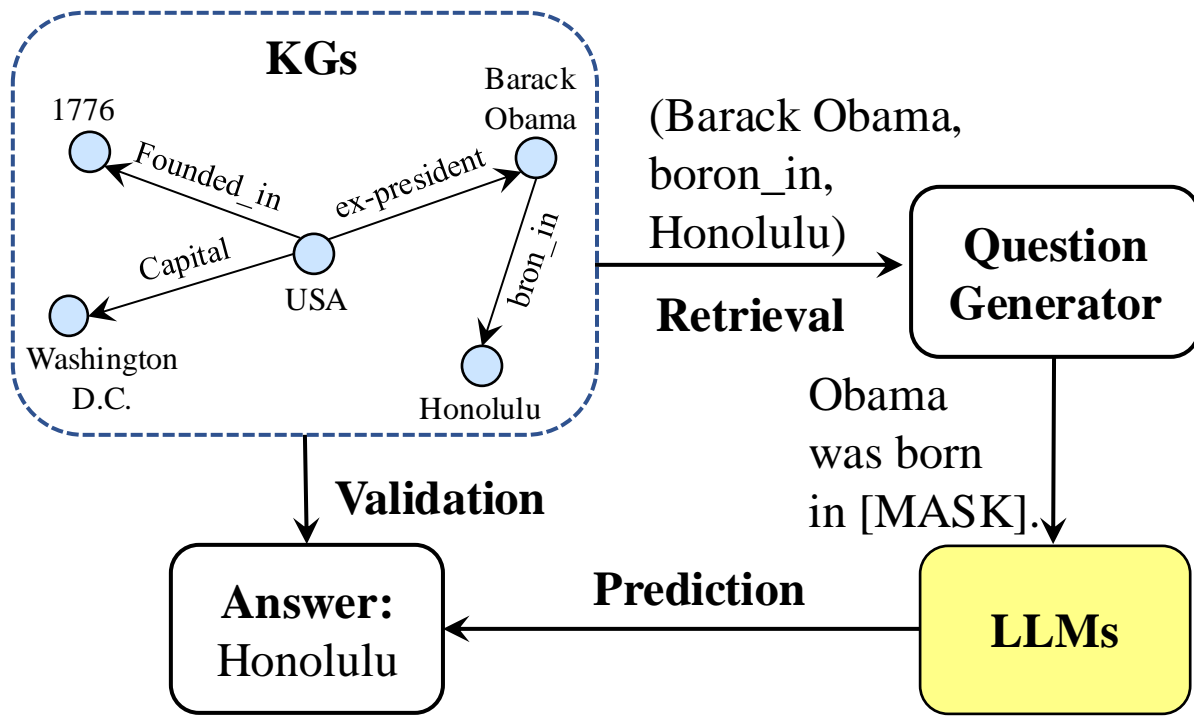 KGs
1776
Barack
Obama
Founded_in
ex-president
Capital
USA
bron_in
Washington
D.C.
Honolulu
(Barack Obama,
boron_in,
Honolulu)
Retrieval
Question
Generator
Obama
was born
in [MASK].
Validation
Answer:
Honolulu
Prediction
LLMs